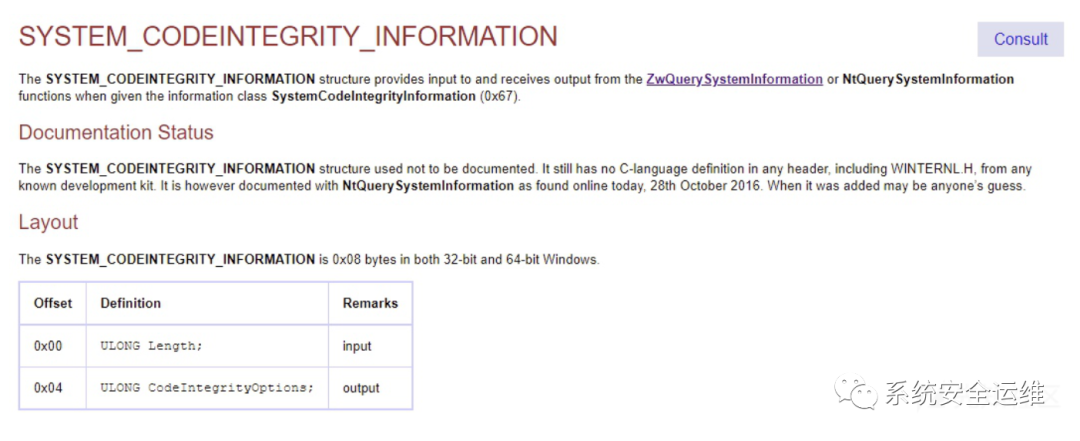 SYSTEM_CODEINTEGRITY_INFORMATION
Consult
The SYSTEM_CODEINTEGRITY_INFORMATION structure provides input to and receives output from the ZwQuerySystemInformation or NtQuerySystemInformation
functions when given the information class SystemCodeIntegrityInformation (0x67).
Documentation Status
The SYSTEM_CODEINTEGRITY_INFORMATION structure used not to be documented. It still has no C-language definition in any header, including WINTERNL.H, from any
known development kit. It is however documented with NtQuerySystemInformation as found online today, 28th October 2016. When it was added may be anyone's guess.
Layout
The SYSTEM_CODEINTEGRITY_INFORMATION is 0x08 bytes in both 32-bit and 64-bit Windows.
Offset Definition Remarks
0x00 ULONG Length; input
0x04 ULONG CodeIntegrityOptions; output
系统安全运维